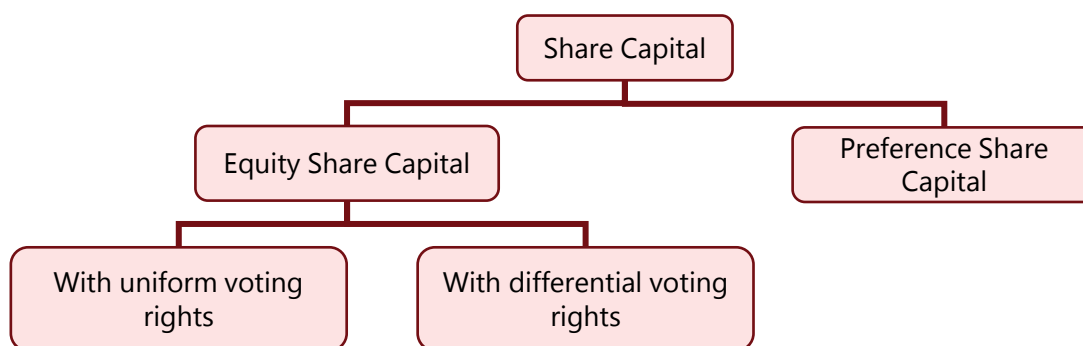 Share Capital
Equity Share Capital
Preference Share
Capital
With uniform voting
rights
With differential voting
rights